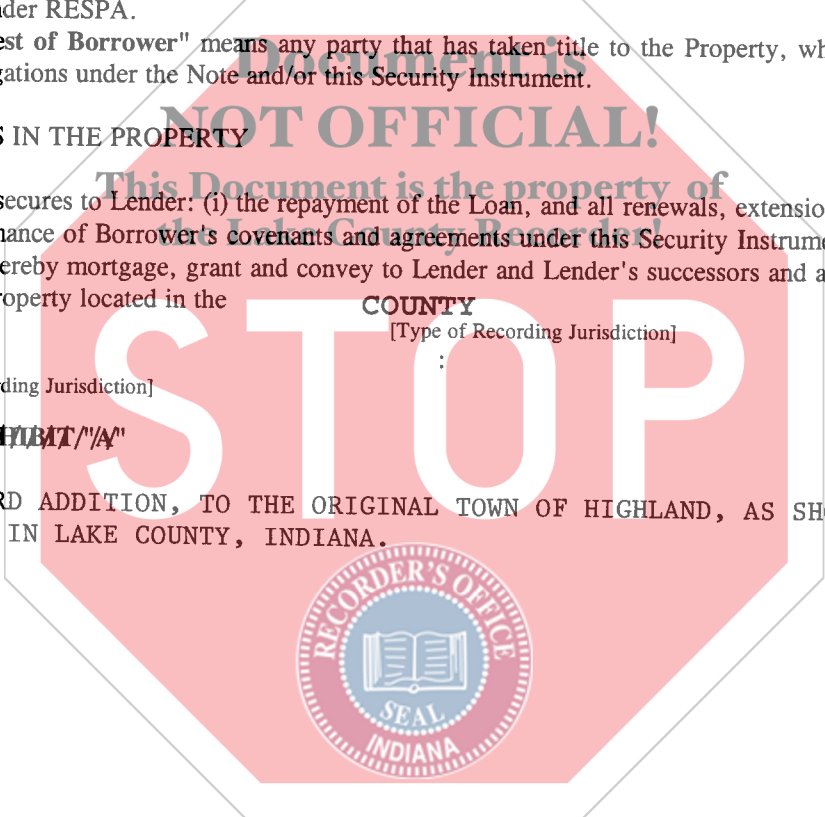 der RESPA.
est of Borrower" means any party that has taken title to the Property, wh
gations under the Note and/or this Security Instrument.
Document is
NOT OFFICIAL!
S IN THE PROPERTY
This Document is the property of
the Lake County Recorder!
secures to Lender: (i) the repayment of the Loan, and all renewals, extensio
nance of Borrower's covenants and agreements under this Security Instrume
ereby mortgage, grant and convey to Lender and Lender's successors and a
roperty located in the COUNTY
[Type of Recording Jurisdiction]
:
ding Jurisdiction]
HIBIT "A"
STOP
RD ADDITION, TO THE ORIGINAL TOWN OF HIGHLAND, AS SH
IN LAKE COUNTY, INDIANA.
RECORDER'S OFFICE
SEAL
INDIANA